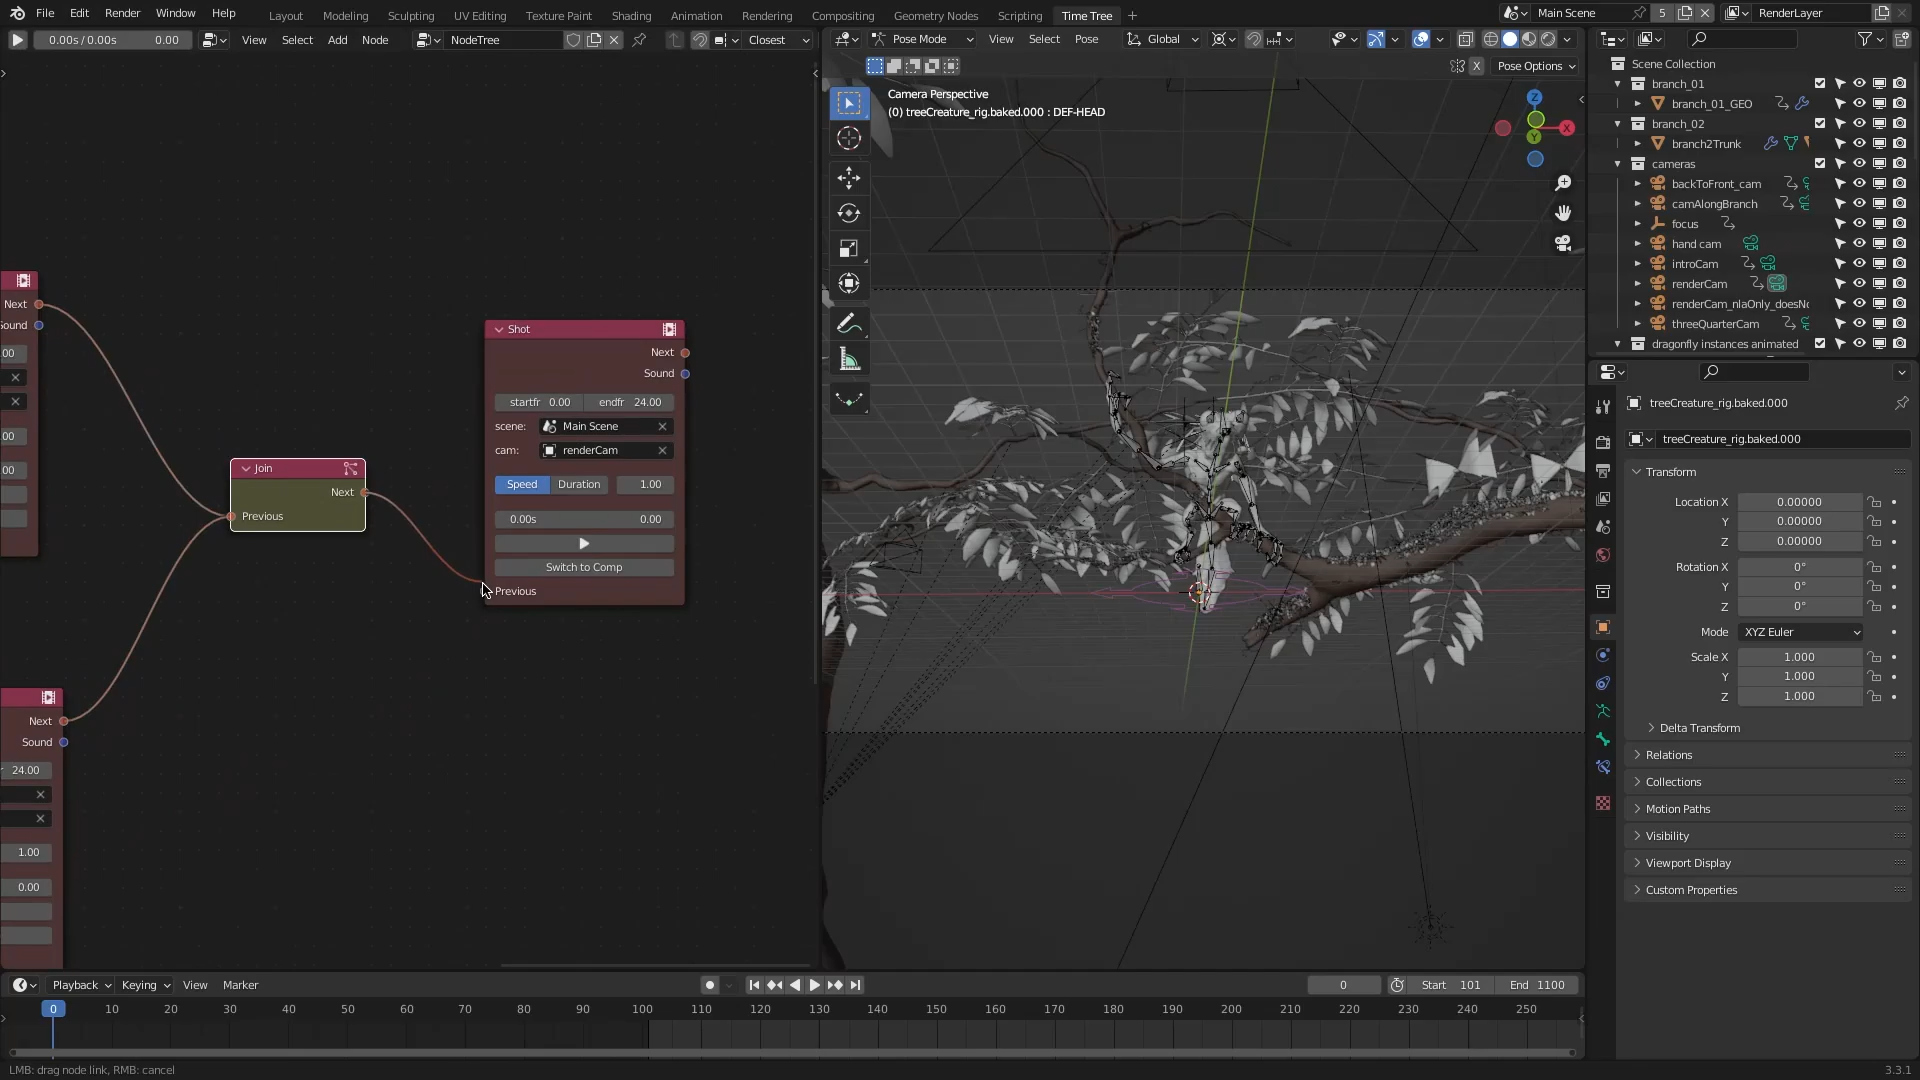 File Edit Render Window Help Layout Modeling Sculpting UV Editing Texture Paint Shading Animation Rendering Compositing Geometry Nodes Scripting Time Tree Main Scene 5 RenderLayer
0.00s / 0.00s 0.00 View Select Add Node NodeTree Closest Pose Mode View Select Pose Global
X Pose Options
Camera Perspective
(0) treeCreature_rig.baked.000 : DEF-HEAD
Z
X
Y
Next
Sound
.00
.00
.00
Join
Next
Previous
Next
Sound
24.00
1.00
0.00
Shot
Next
Sound
startfr 0.00 endfr 24.00
scene: Main Scene
cam: renderCam
Speed Duration 1.00
0.00s 0.00
Switch to Comp
Previous
Scene Collection
branch_01
branch_01_GEO
branch_02
branch2Trunk
cameras
backToFront_cam
camAlongBranch
focus
hand cam
introCam
renderCam
renderCam_nlaOnly_doesNo
threeQuarterCam
dragonfly instances animated
treeCreature_rig.baked.000
treeCreature_rig.baked.000
Transform
Location X 0.00000
Y 0.00000
Z 0.00000
Rotation X 0°
Y 0°
Z 0°
Mode XYZ Euler
Scale X 1.000
Y 1.000
Z 1.000
Delta Transform
Relations
Collections
Motion Paths
Visibility
Viewport Display
Custom Properties
Playback Keying View Marker 0 Start 101 End 1100
0 10 20 30 40 50 60 70 80 90 100 110 120 130 140 150 160 170 180 190 200 210 220 230 240 250
LMB: drag node link, RMB: cancel 3.3.1